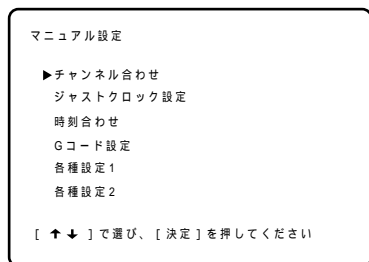 マニュアル設定
▶チャンネル合わせ
ジャストクロック設定
時刻合わせ
Gコード設定
各種設定1
各種設定2
[ ↑↓ ]で選び、[決定]を押してください